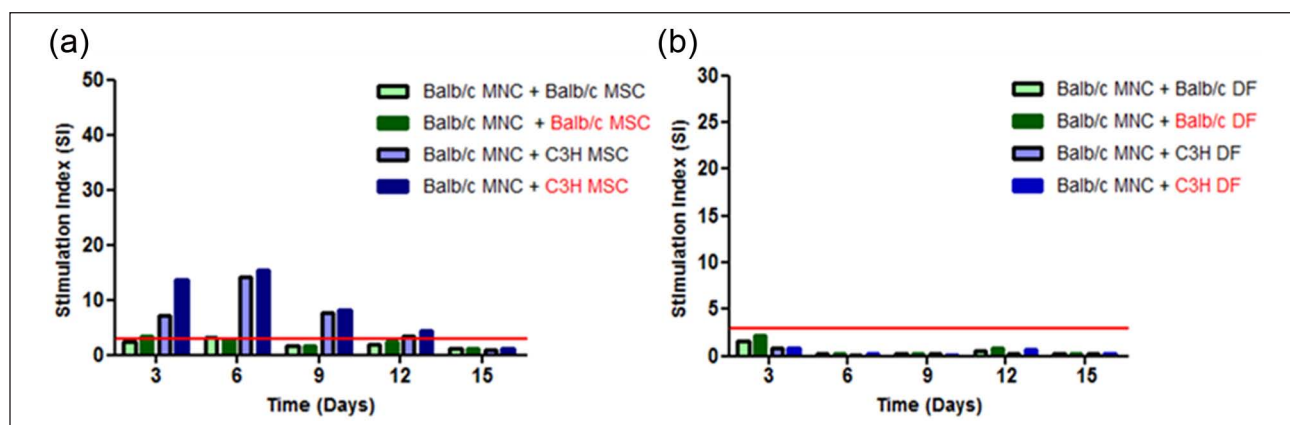 (a)
50
40
30
20
10
0
Stimulation Index (SI)
Balb/c MNC + Balb/c MSC
Balb/c MNC + Balb/c MSC
Balb/c MNC + C3H MSC
Balb/c MNC + C3H MSC
3 6 9 12 15
Time (Days)
(b)
30
25
20
15
10
5
0
Stimulation Index (SI)
Balb/c MNC + Balb/c DF
Balb/c MNC + Balb/c DF
Balb/c MNC + C3H DF
Balb/c MNC + C3H DF
3 6 9 12 15
Time (Days)